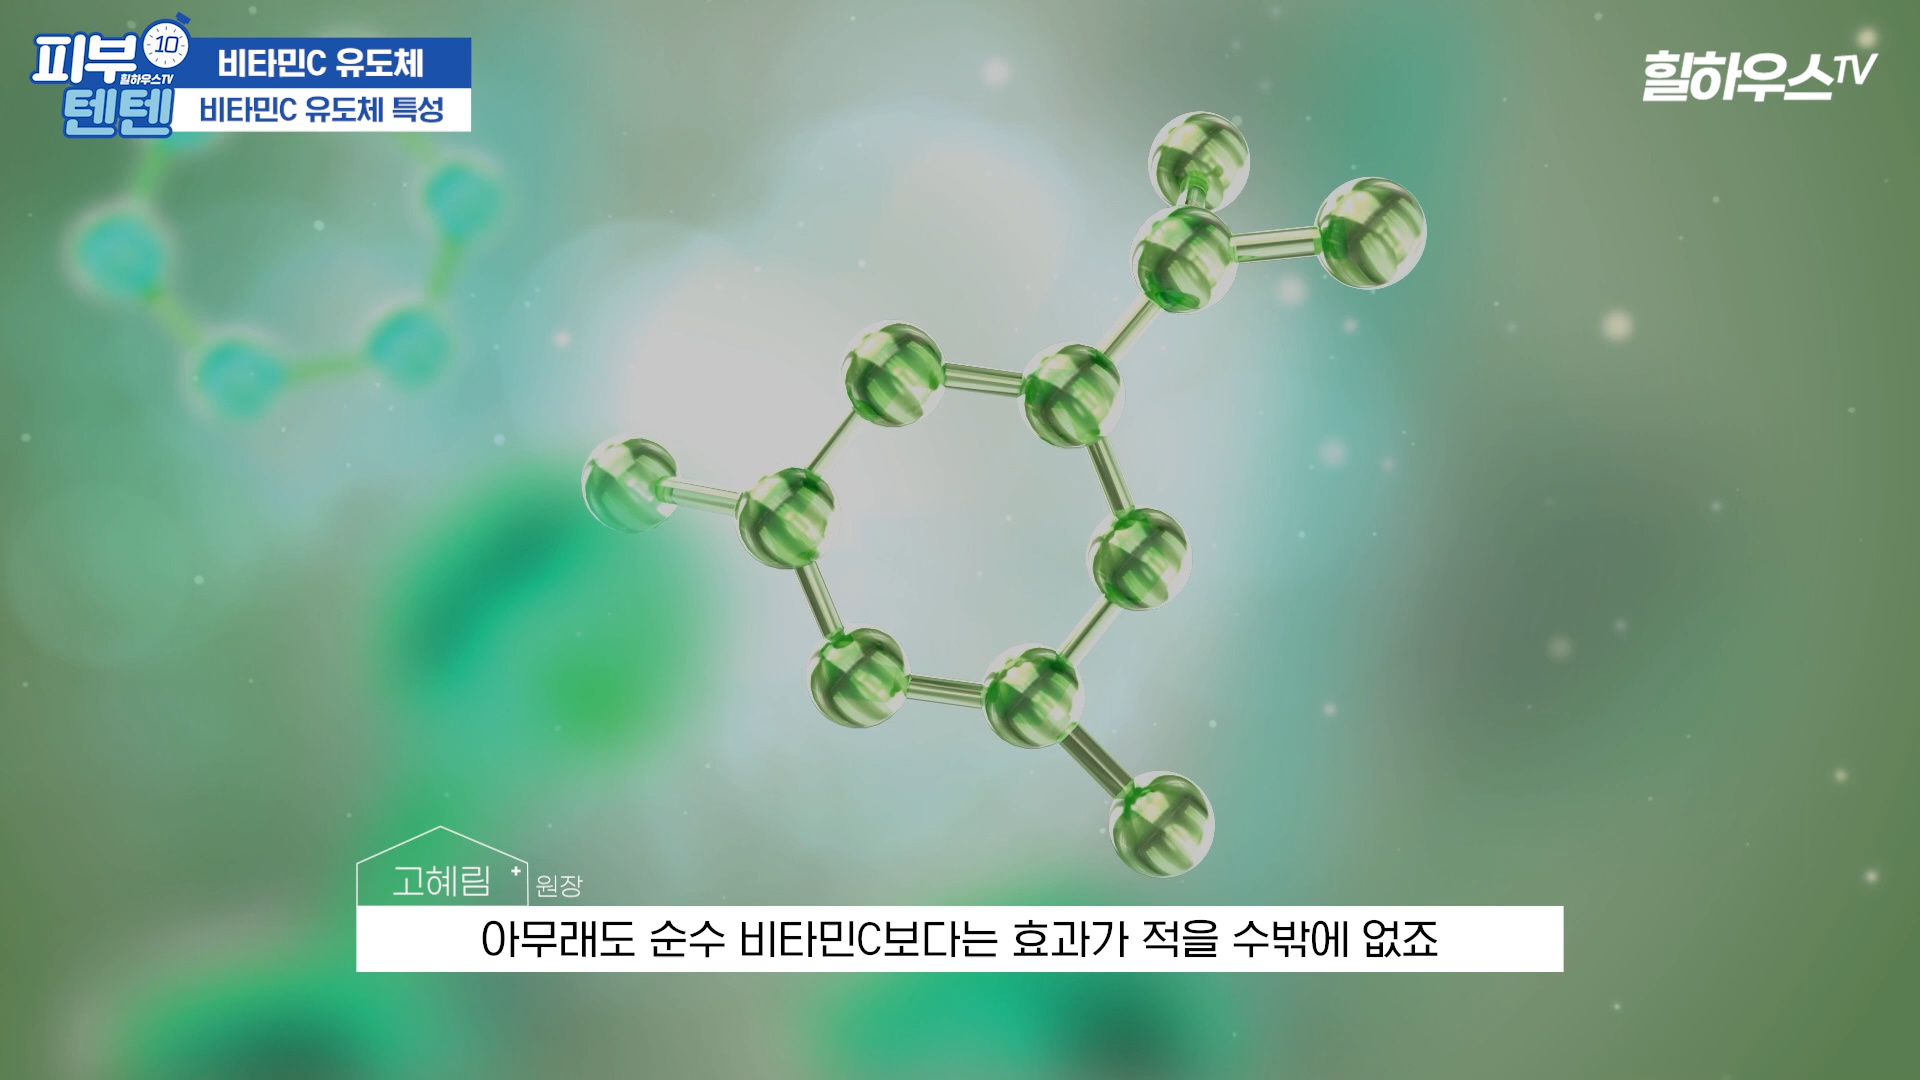 피부
10
힐하우스TV
텐텐
비타민C 유도체
비타민C 유도체 특성
힐하우스TV
고혜림
원장
아무래도 순수 비타민C보다는 효과가 적을 수밖에 없죠